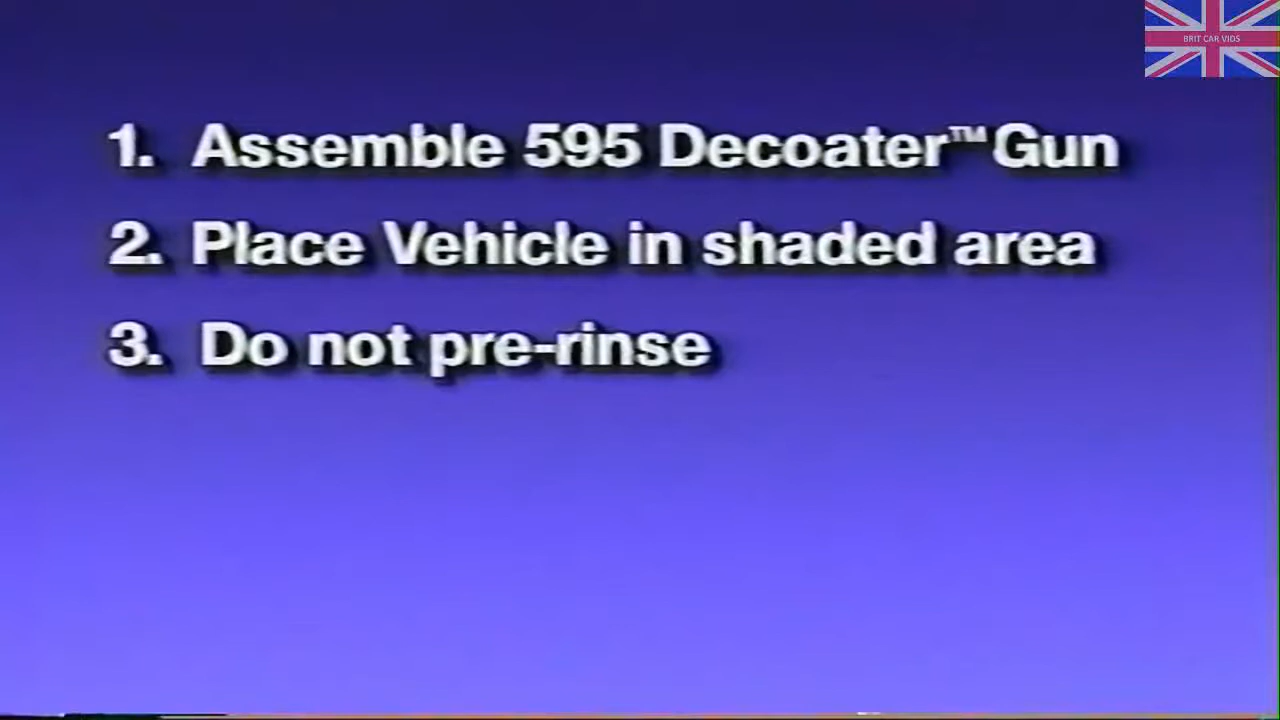 BRIT CAR VIDS
1. Assemble 595 Decoater™ Gun
2. Place Vehicle in shaded area
3. Do not pre-rinse